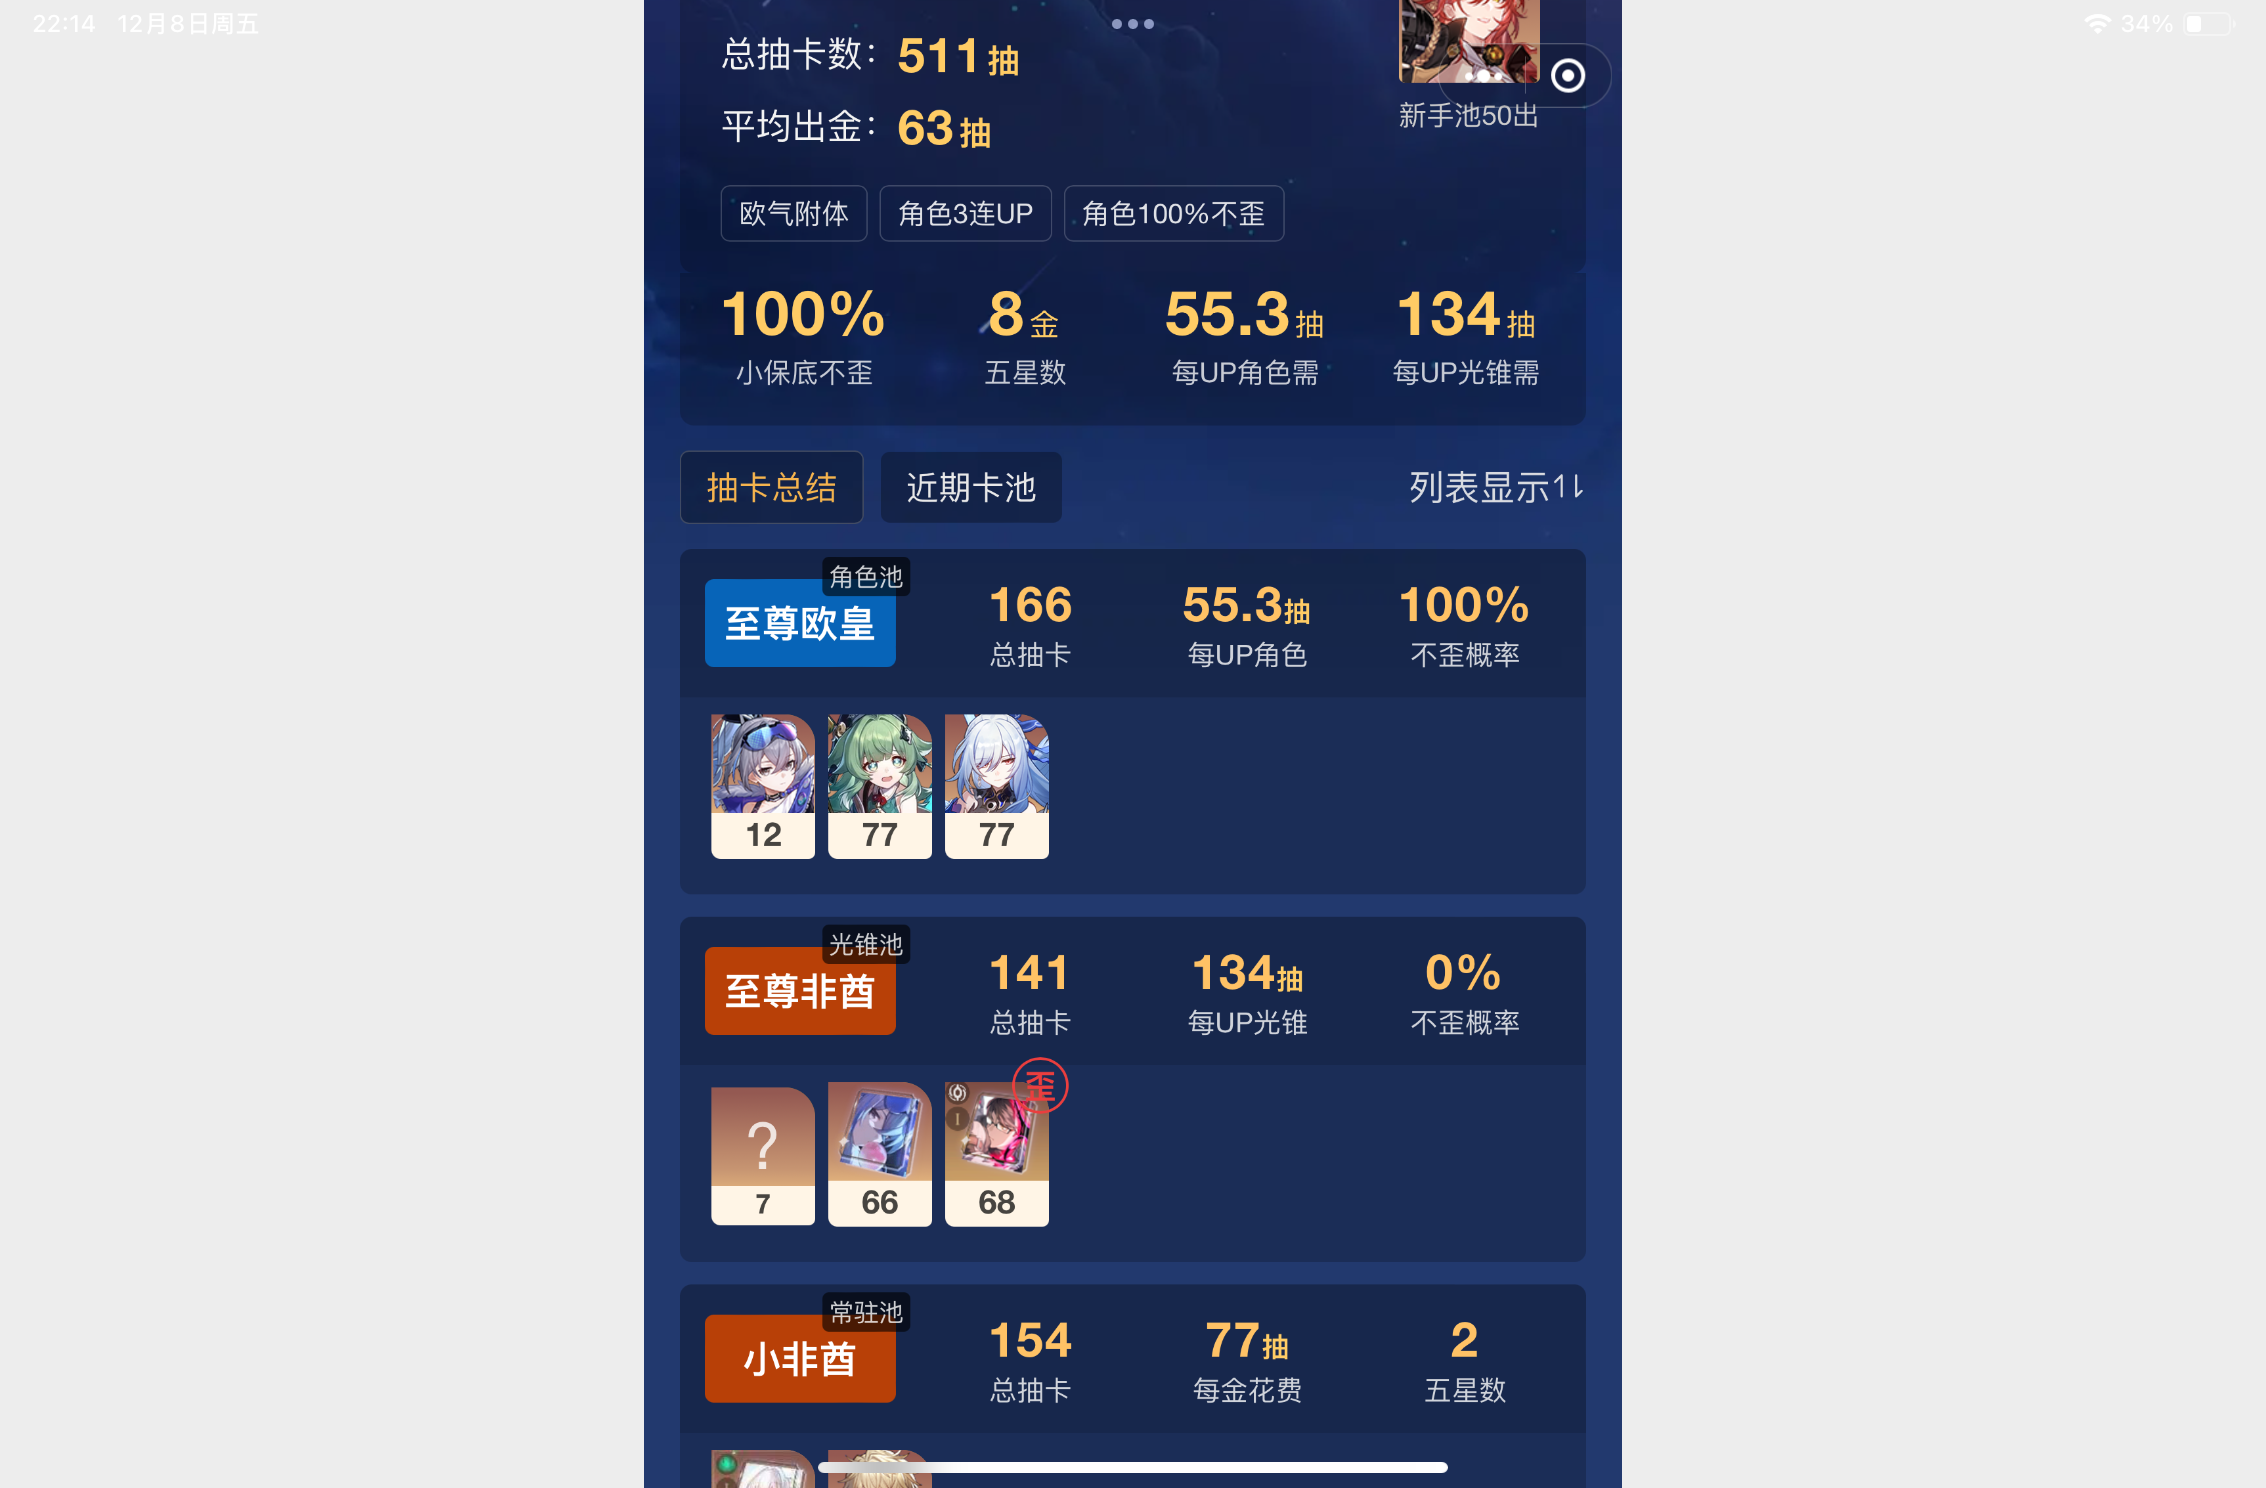 22:14 12月8日周五
34%
总抽卡数：511抽
平均出金：63抽
新手池50出
欧气附体 角色3连UP 角色100%不歪
100% 8金 55.3抽 134抽
小保底不歪 五星数 每UP角色需 每UP光锥需
抽卡总结 近期卡池 列表显示
角色池
至尊欧皇 166 55.3抽 100%
总抽卡 每UP角色 不歪概率
12 77 77
光锥池
至尊非酋 141 134抽 0%
总抽卡 每UP光锥 不歪概率
歪
?
7 66 68
常驻池
小非酋 154 77抽 2
总抽卡 每金花费 五星数